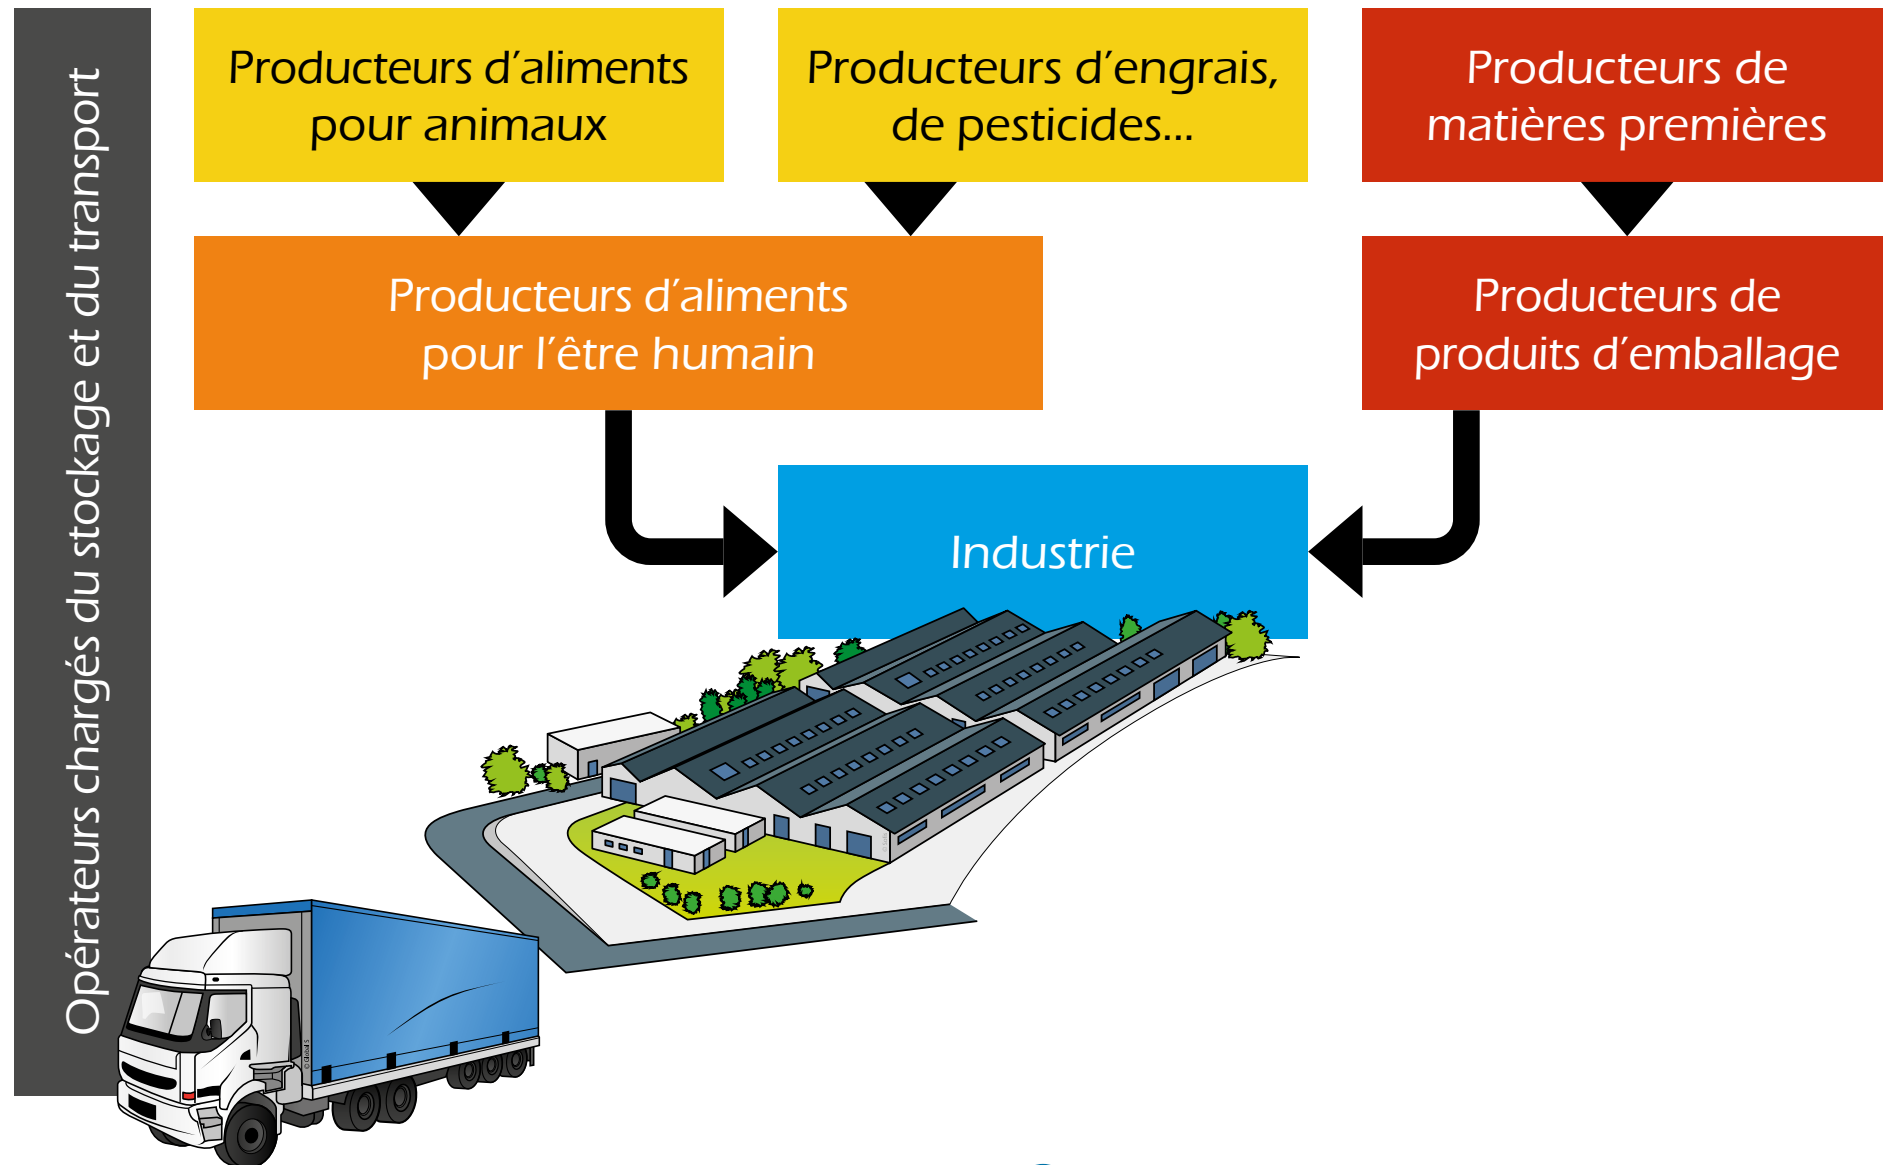 Opérateurs chargés du stockage et du transport
Producteurs d’aliments
pour animaux
Producteurs d’engrais,
de pesticides...
Producteurs de
matières premières
Producteurs d’aliments
pour l’être humain
Producteurs de
produits d’emballage
Industrie
© Global S